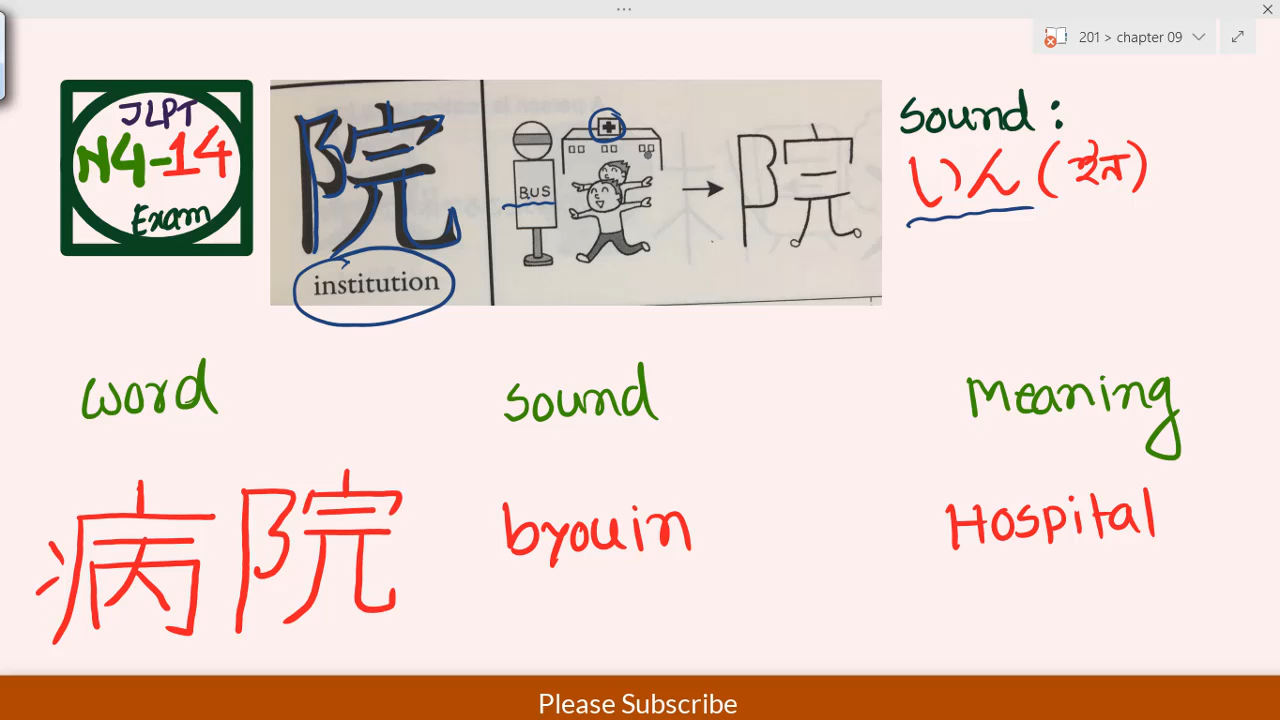 201 > chapter 09
JLPT
N4-14
Exam
院
institution
BUS
院
sound:
いん (ईन)
word sound Meaning
病院 byouin Hospital
Please Subscribe